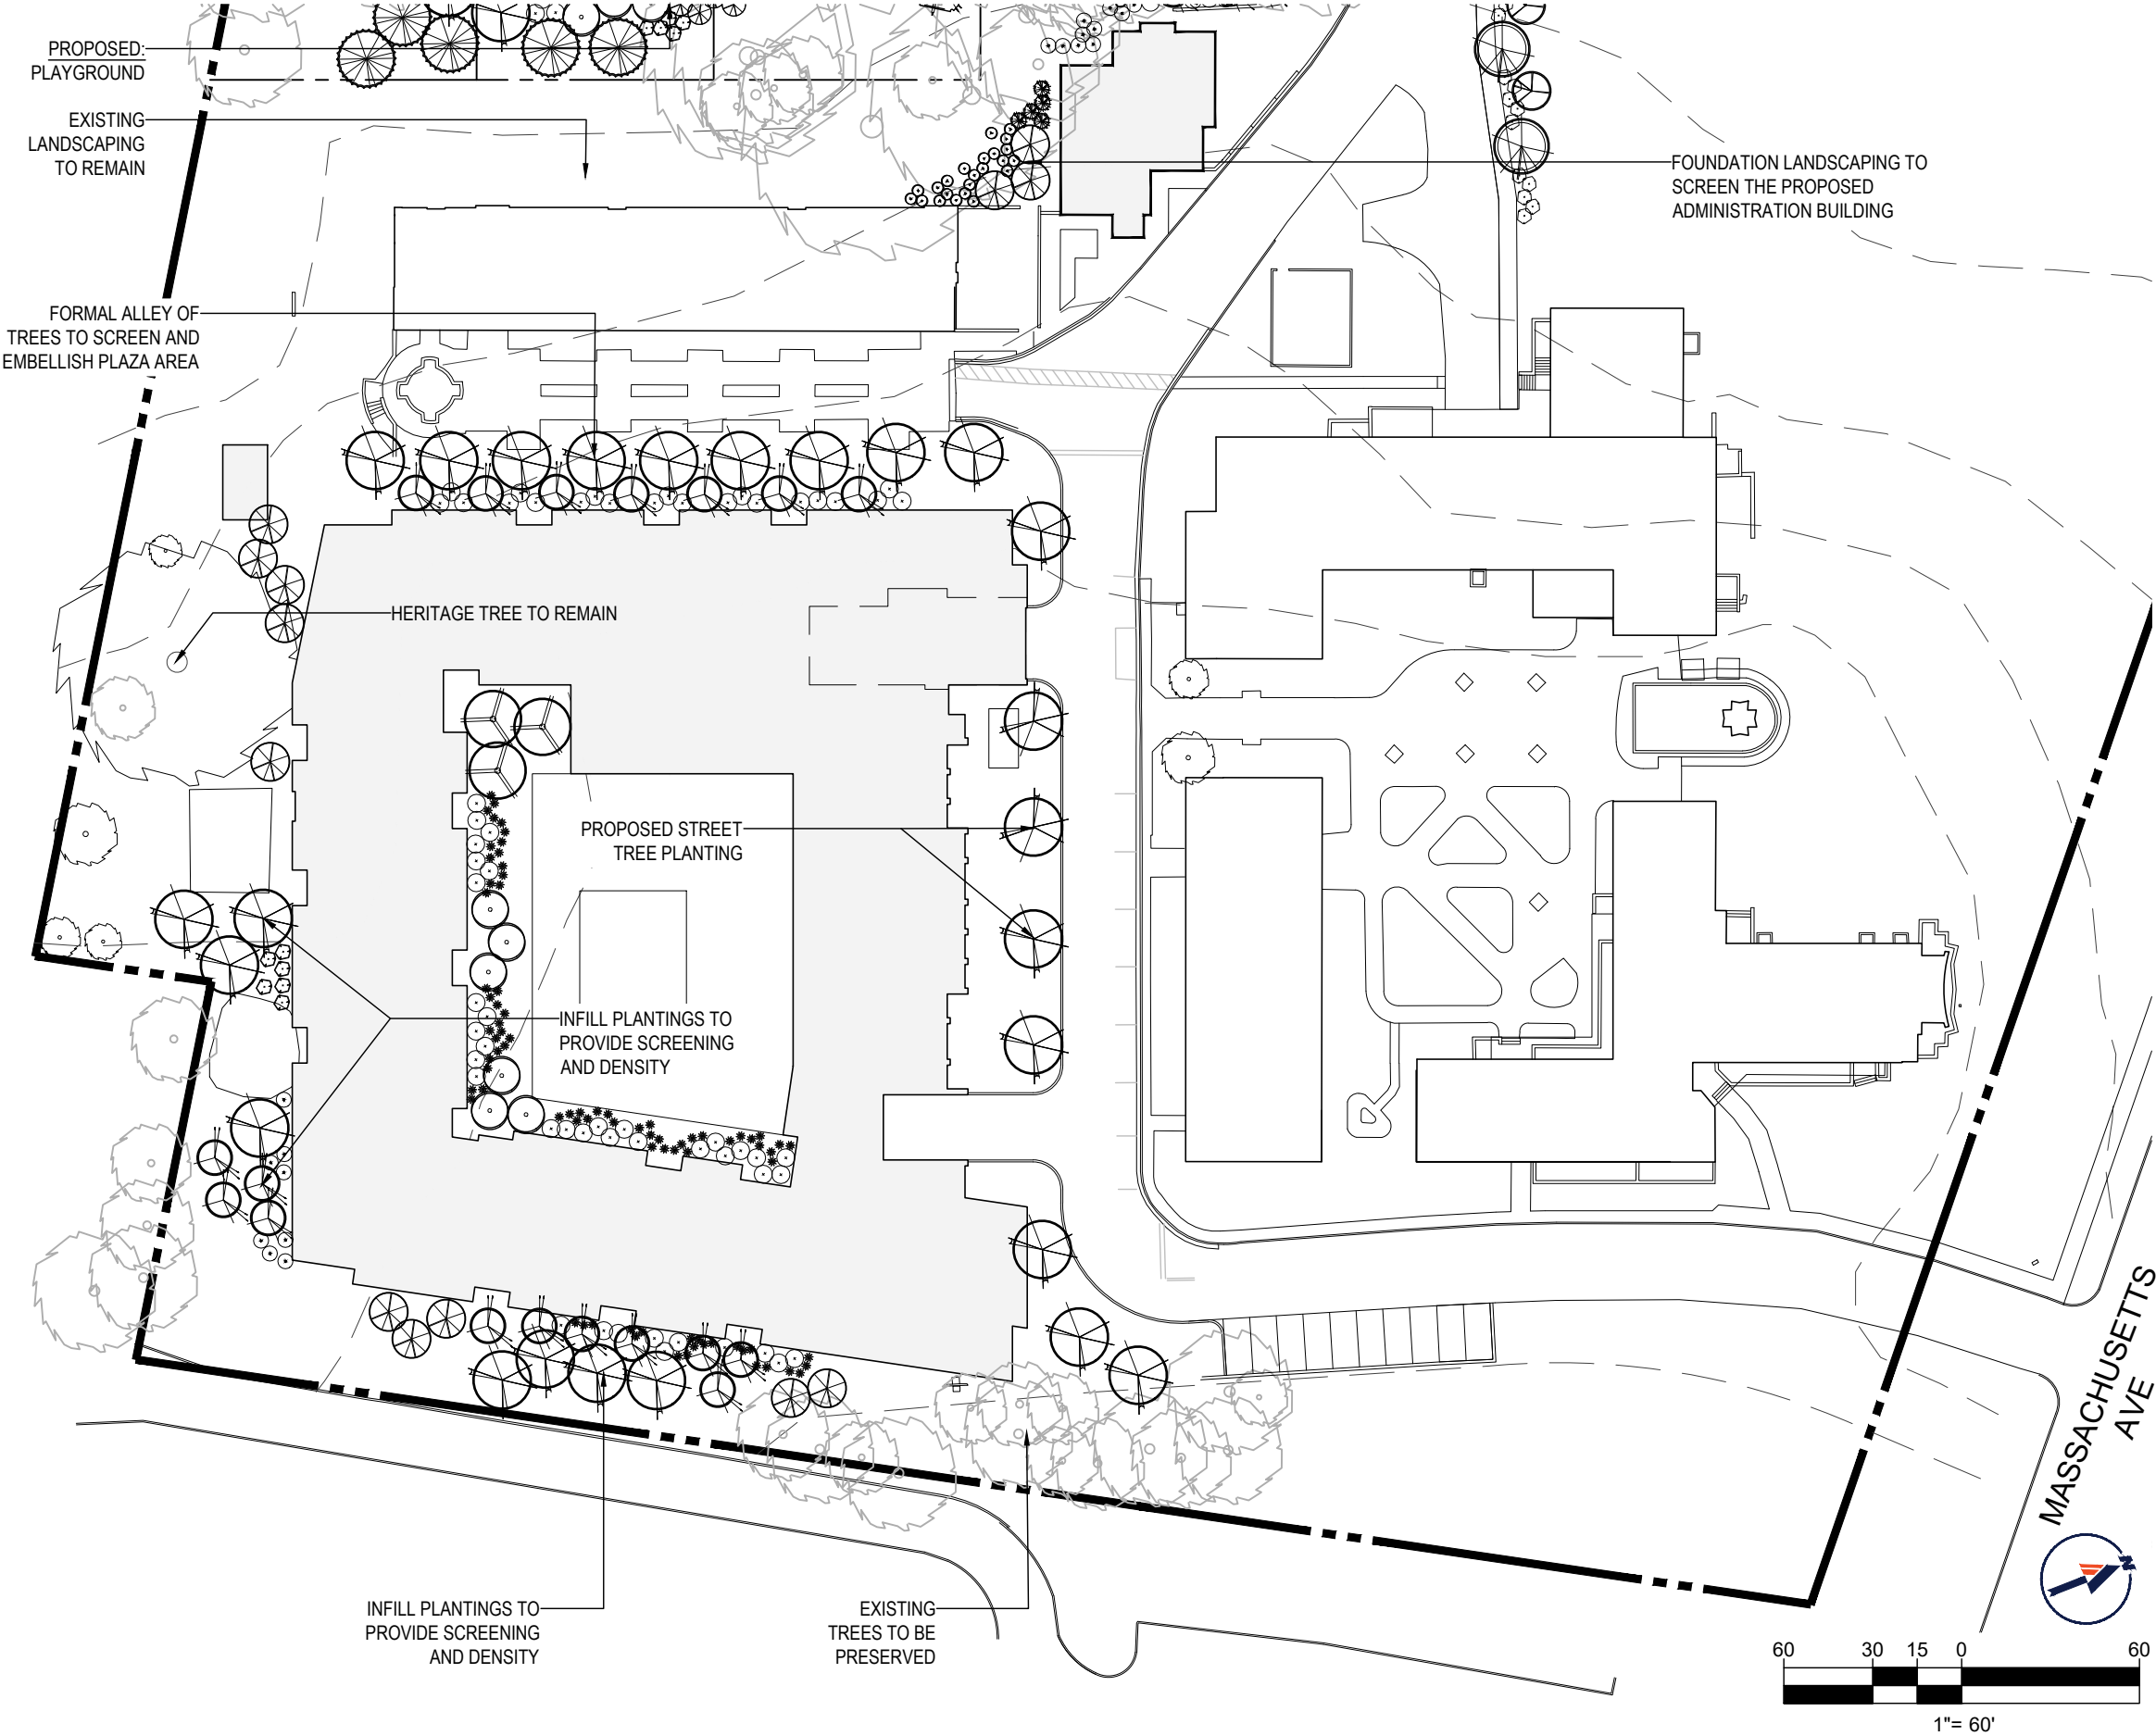 PROPOSED:
PLAYGROUND
EXISTING
LANDSCAPING
TO REMAIN
FOUNDATION LANDSCAPING TO
SCREEN THE PROPOSED
ADMINISTRATION BUILDING
FORMAL ALLEY OF
TREES TO SCREEN AND
EMBELLISH PLAZA AREA
HERITAGE TREE TO REMAIN
PROPOSED STREET
TREE PLANTING
INFILL PLANTINGS TO
PROVIDE SCREENING
AND DENSITY
MASSACHUSETTS
AVE
N
INFILL PLANTINGS TO
PROVIDE SCREENING
AND DENSITY
EXISTING
TREES TO BE
PRESERVED
60 30 15 0 60
1"= 60'